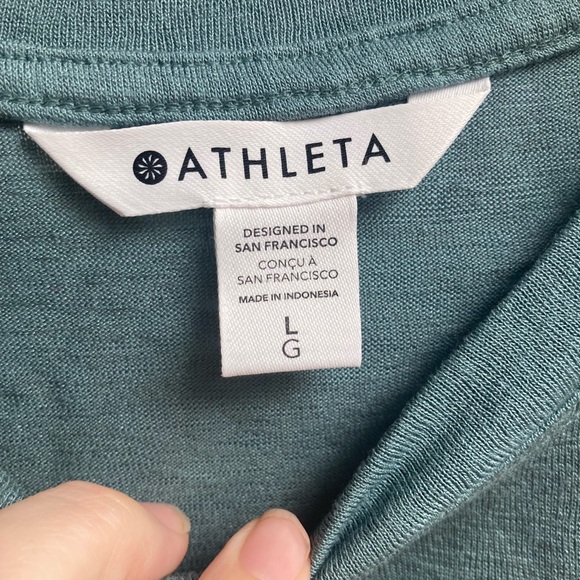 ATHLETA
DESIGNED IN
SAN FRANCISCO
CONÇU À
SAN FRANCISCO
MADE IN INDONESIA
L
G